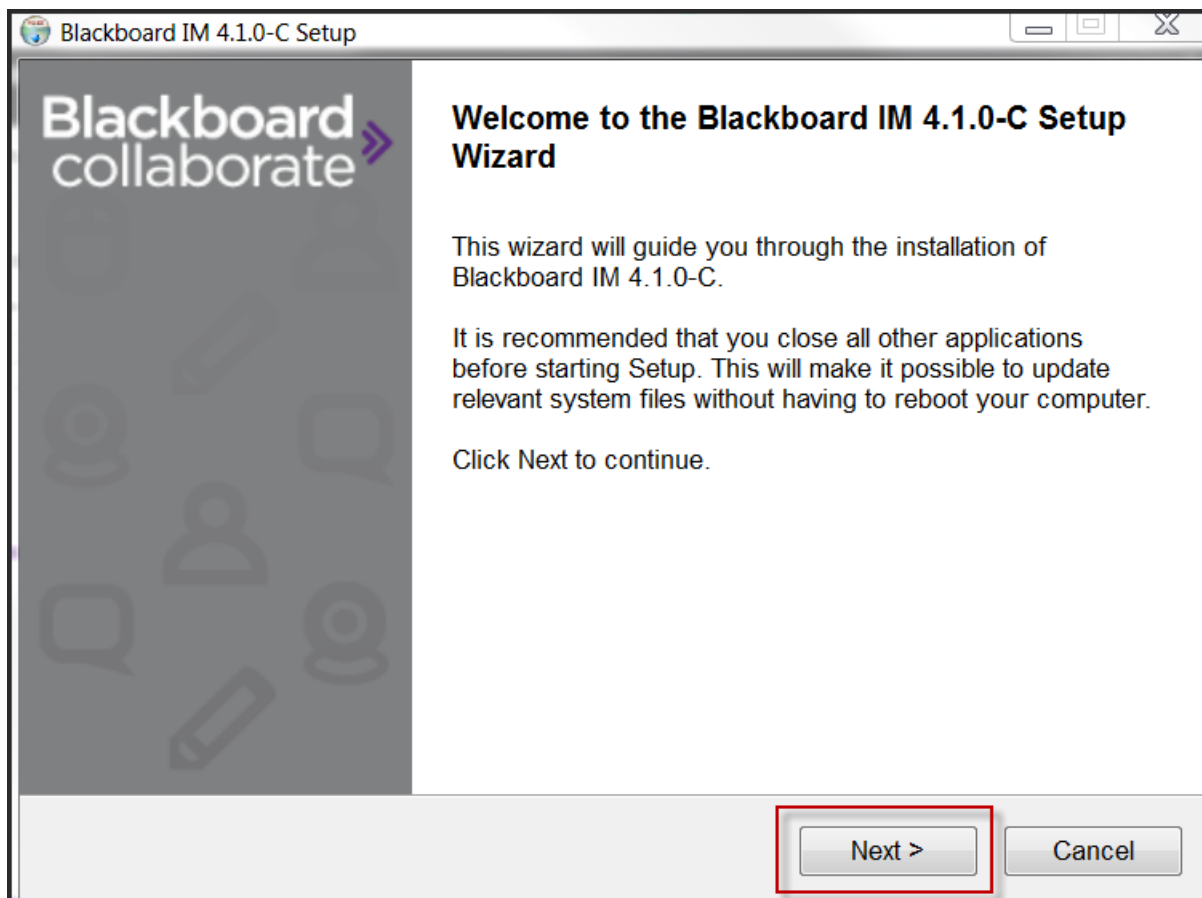 Blackboard IM 4.1.0-C Setup
Blackboard
collaborate
Welcome to the Blackboard IM 4.1.0-C Setup
Wizard
This wizard will guide you through the installation of
Blackboard IM 4.1.0-C.
It is recommended that you close all other applications
before starting Setup. This will make it possible to update
relevant system files without having to reboot your computer.
Click Next to continue.
Next >
Cancel